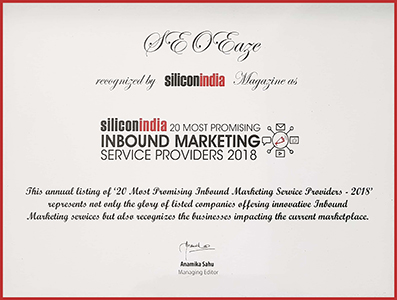 SEOEaze
recognized by siliconindia Magazine as
siliconindia 20 MOST PROMISING
INBOUND MARKETING
SERVICE PROVIDERS 2018
This annual listing of '20 Most Promising Inbound Marketing Service Providers - 2018'
represents not only the glory of listed companies offering innovative Inbound
Marketing services but also recognizes the businesses impacting the current marketplace.
Anamika Sahu
Managing Editor